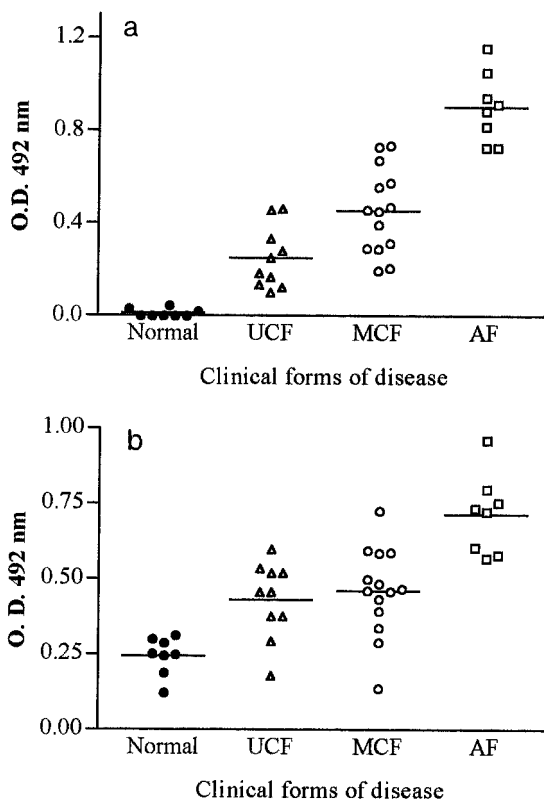 a
1.2
0.8
0.4
0.0
O.D. 492 nm
Normal UCF MCF AF
Clinical forms of disease
b
1.00
0.75
0.50
0.25
0.00
O. D. 492 nm
Normal UCF MCF AF
Clinical forms of disease